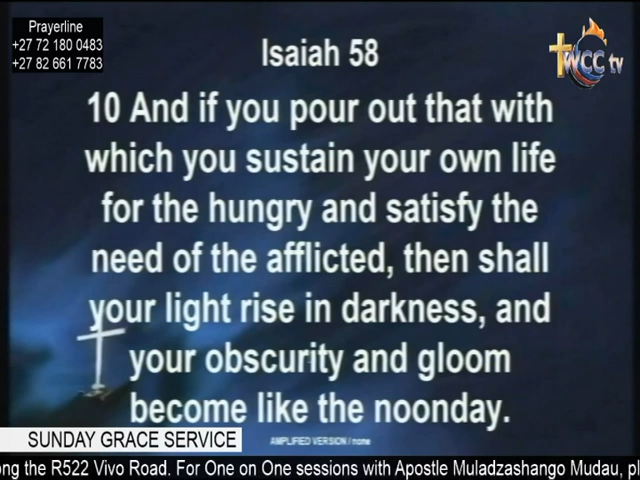 Prayerline
+27 72 180 0483
+27 82 661 7783
WCC tv
Isaiah 58
10 And if you pour out that with
which you sustain your own life
for the hungry and satisfy the
need of the afflicted, then shall
your light rise in darkness, and
your obscurity and gloom
become like the noonday.
AMPLIFIED VERSION / none
SUNDAY GRACE SERVICE
ong the R522 Vivo Road. For One on One sessions with Apostle Muladzashango Mudau, pl